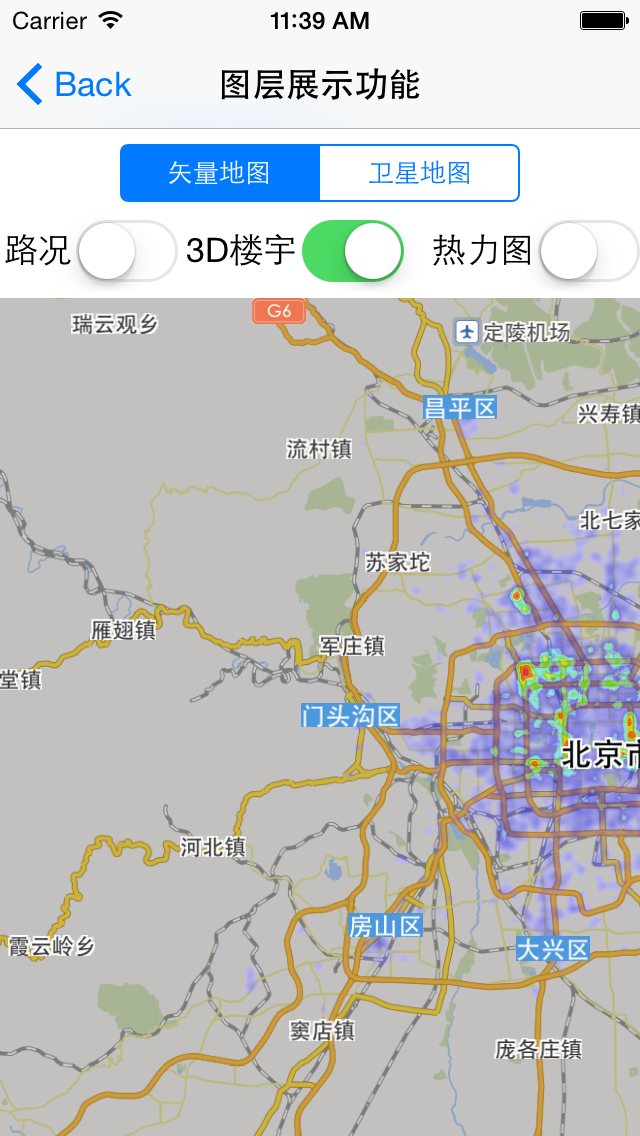 Carrier 11:39 AM
Back 图层展示功能
矢量地图 卫星地图
路况 3D楼宇 热力图
G6
瑞云观乡
定陵机场
昌平区
兴寿镇
流村镇
北七家
苏家坨
雁翅镇
军庄镇
堂镇
门头沟区
北京市
河北镇
房山区
霞云岭乡
大兴区
窦店镇
庞各庄镇